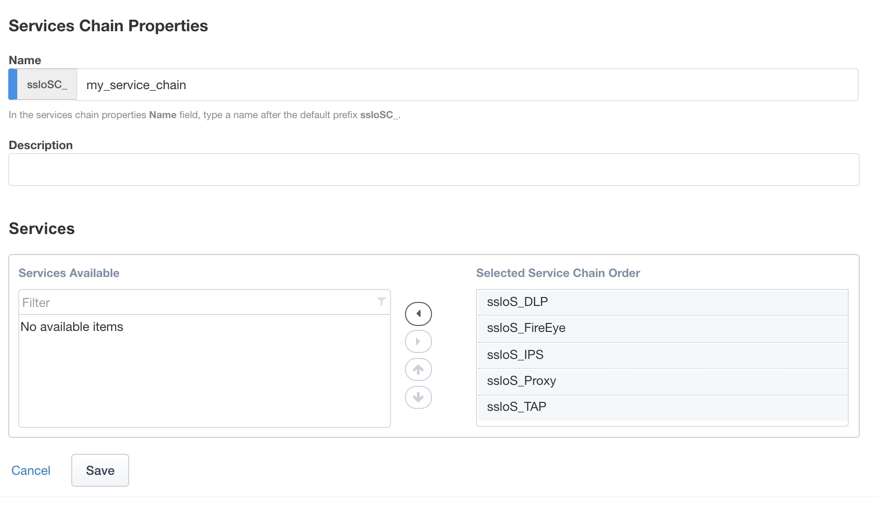 Services Chain Properties
Name
ssloSC_ my_service_chain
In the services chain properties Name field, type a name after the default prefix ssloSC_.
Description
Services
Services Available
Selected Service Chain Order
Filter
No available items
ssloS_DLP
ssloS_FireEye
ssloS_IPS
ssloS_Proxy
ssloS_TAP
Cancel Save